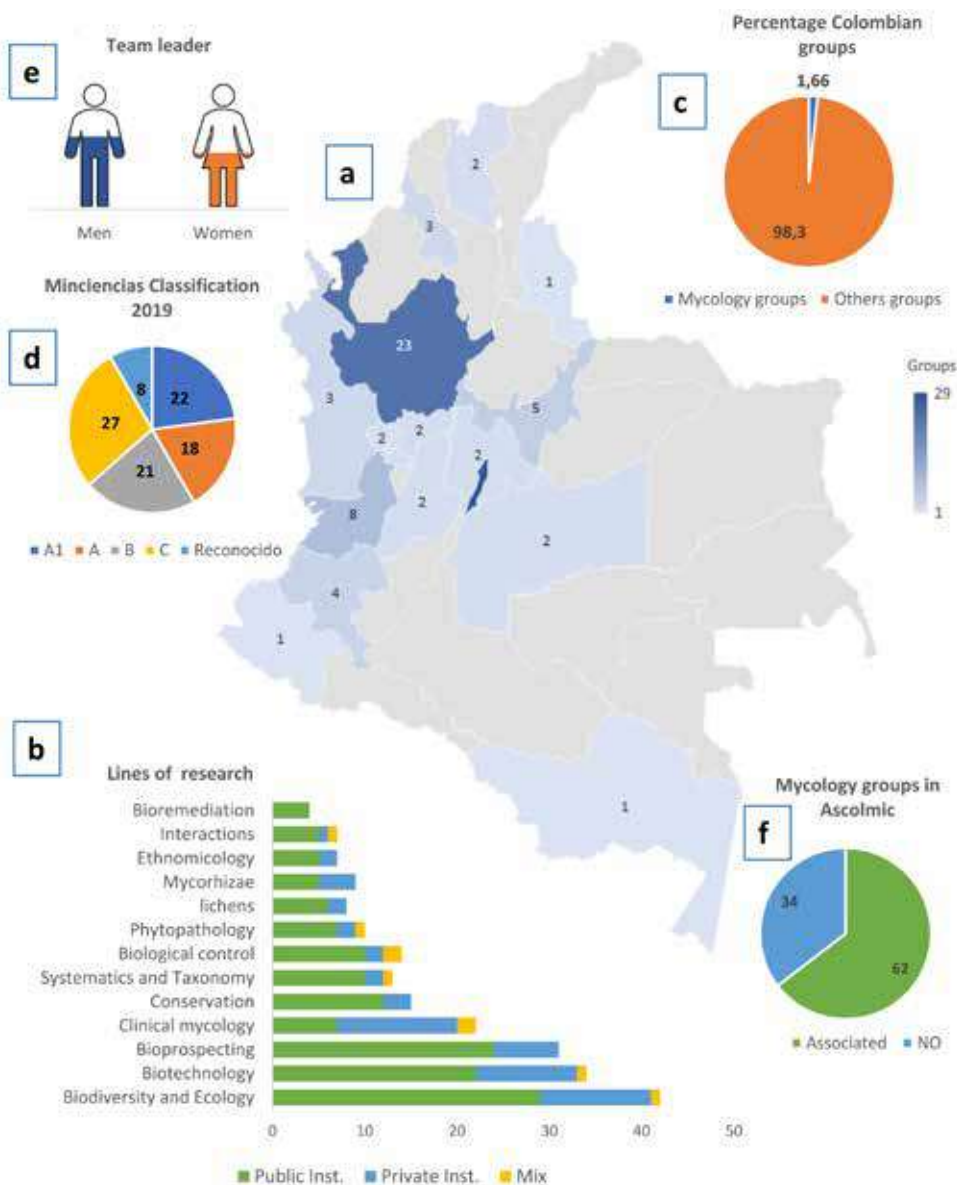 e
Team leader
Men
Women
Percentage Colombian
groups
c
1,66
98,3
Mycology groups
Others groups
Minciencias Classification
2019
d
8
22
27
18
21
A1
A
B
C
Reconocido
a
2
3
1
23
3
5
2
2
2
8
2
2
4
1
1
Groups
29
1
b
Lines of research
Bioremediation
Interactions
Ethnomicology
Mycorhizae
lichens
Phytopathology
Biological control
Systematics and Taxonomy
Conservation
Clinical mycology
Bioprospecting
Biotechnology
Biodiversity and Ecology
0 10 20 30 40 50
Public Inst.
Private Inst.
Mix
Mycology groups in
Ascolmic
f
34
62
Associated
NO